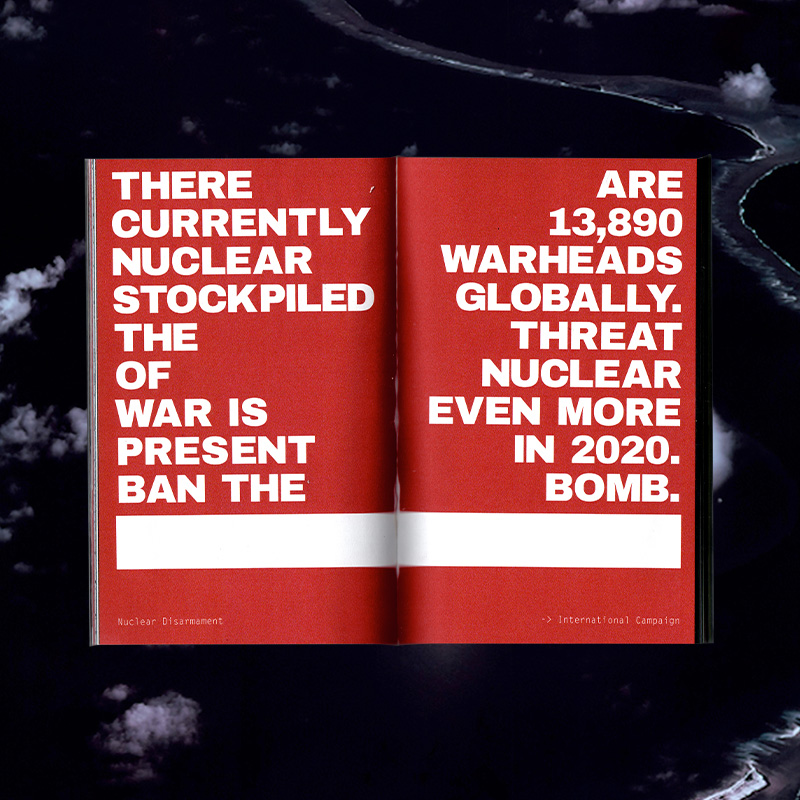 THERE ARE
CURRENTLY 13,890
NUCLEAR WARHEADS
STOCKPILED GLOBALLY.
THE THREAT
OF NUCLEAR
WAR IS EVEN MORE
PRESENT IN 2020.
BAN THE BOMB.
Nuclear Disarmament -> International Campaign